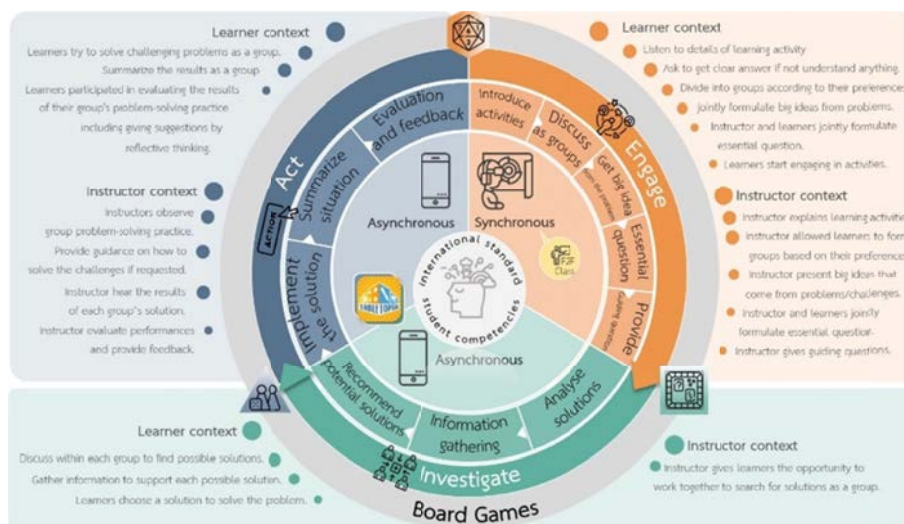 Learner context
Learners try to solve challenging problems as a group.
Summarize the results as a group
Learners participated in evaluating the results
of their group's problem-solving practice
including giving suggestions by
reflective thinking.
Instructor context
Instructors observe
group problem-solving practice.
Provide guidance on how to
solve the challenges if requested.
Instructor hear the results
of each group's solution.
Instructor evaluate performances
and provide feedback.
Learner context
Listen to details of learning activity
Ask to get clear answer if not understand anything.
Divide into groups according to their preference
jointly formulate big ideas from problems.
Instructor and learners jointly formulate
essential question.
Learners start engaging in activities.
Instructor context
Instructor explains learning activitie
Instructor allowed learners to form
groups based on their preference
Instructor present big ideas that
come from problems/challenges.
Instructor and learners jointly
formulate essential question.
Instructor gives guiding questions.
Act
Implement
the solution
Summarize
situation
Evaluation
and feedback
ACTION
Asynchronous
TABLETOPIA
Engage
Introduce
activities
Discuss
as groups
Get big idea
from the problem
Essential
question
Provide
guiding question
Synchronous
F2F
Class
international standard
student competencies
Asynchronous
Recommend
potential solutions
Information
gathering
Analyse
solutions
Investigate
Board Games
Learner context
Discuss within each group to find possible solutions.
Gather information to support each possible solution.
Learners choose a solution to solve the problem.
Instructor context
Instructor gives learners the opportunity to
work together to search for solutions as a group.